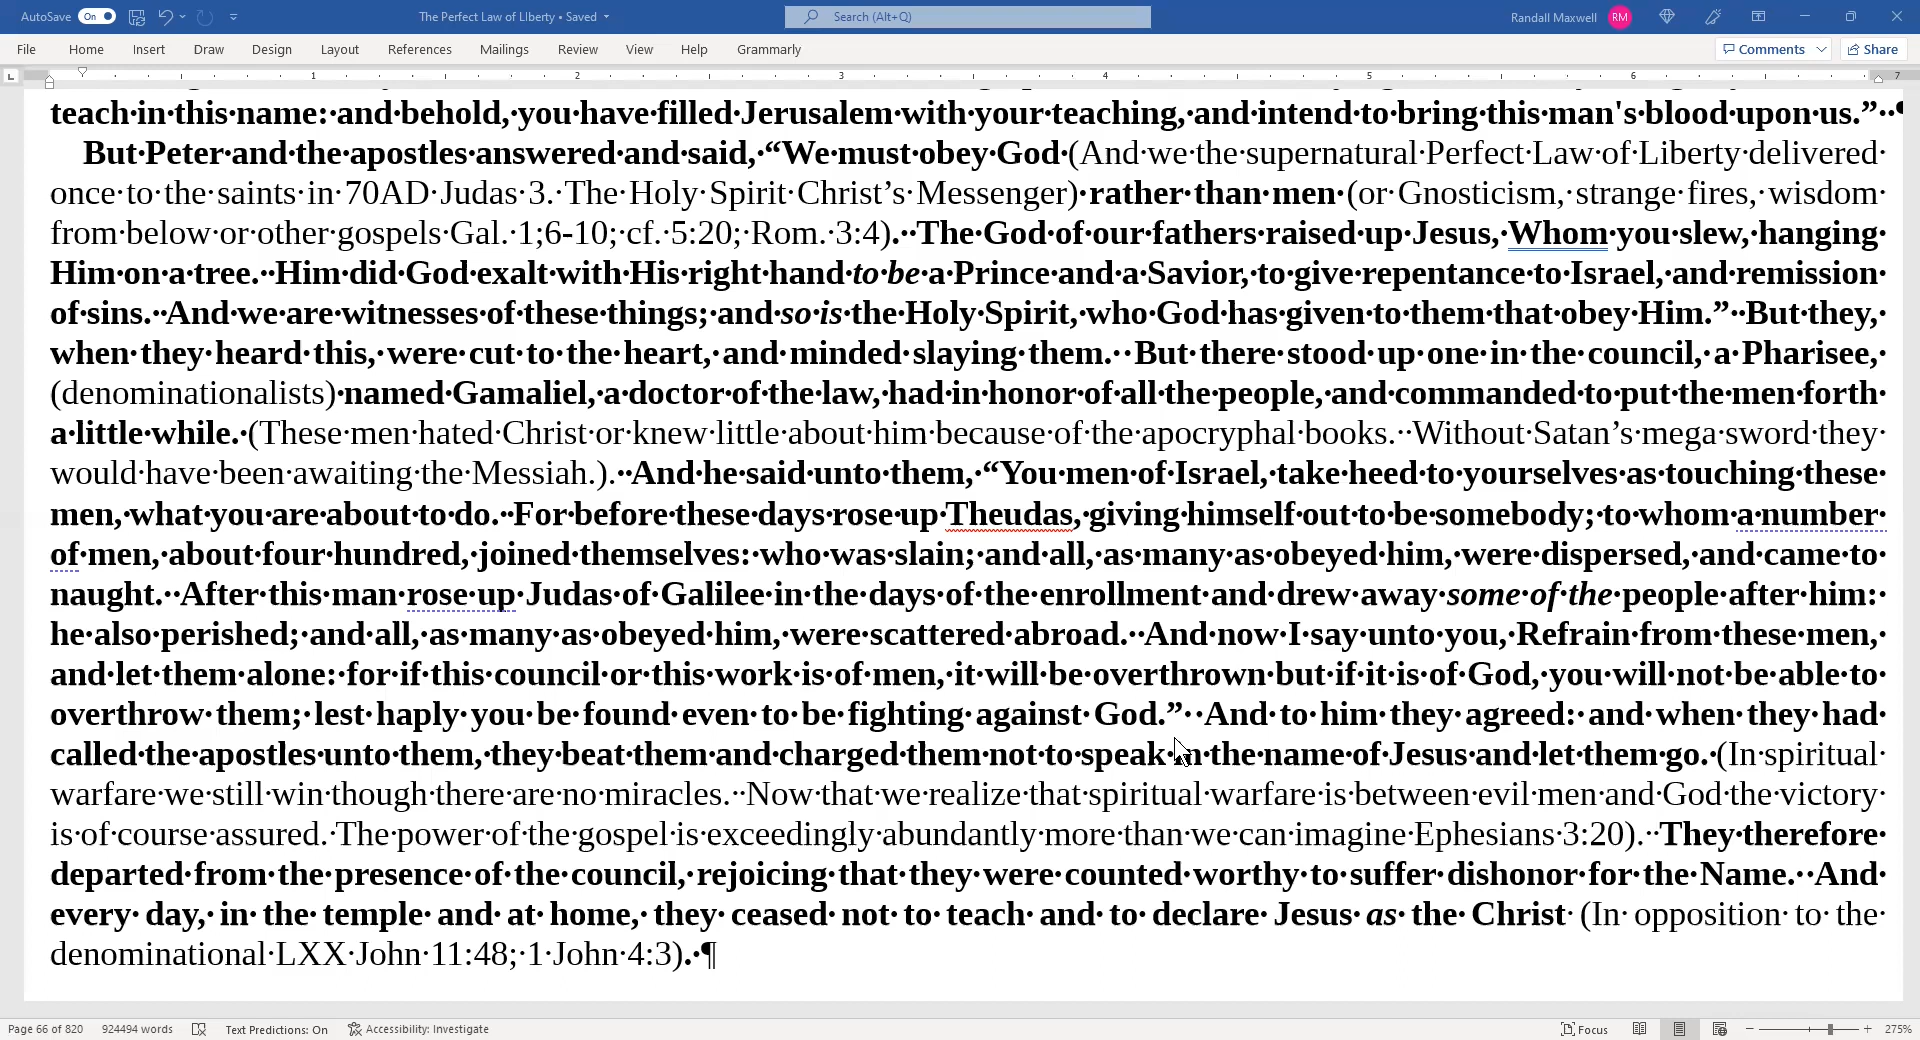 AutoSave On The Perfect Law of LIberty • Saved Search (Alt+Q) Randall Maxwell RM
File Home Insert Draw Design Layout References Mailings Review View Help Grammarly Comments Share
1 2 3 4 5 6 7
teach·in·this·name:·and·behold,·you·have·filled·Jerusalem·with·your·teaching,·and·intend·to·bring·this·man's·blood·upon·us.”··
But·Peter·and·the·apostles·answered·and·said,·“We·must·obey·God·(And·we·the·supernatural·Perfect·Law·of·Liberty·delivered·
once·to·the·saints·in·70AD·Judas·3.·The·Holy·Spirit·Christ’s·Messenger)·rather·than·men·(or·Gnosticism,·strange·fires,·wisdom·
from·below·or·other·gospels·Gal.·1;6-10;·cf.·5:20;·Rom.·3:4).··The·God·of·our·fathers·raised·up·Jesus,·Whom·you·slew,·hanging·
Him·on·a·tree.··Him·did·God·exalt·with·His·right·hand·to·be·a·Prince·and·a·Savior,·to·give·repentance·to·Israel,·and·remission·
of·sins.··And·we·are·witnesses·of·these·things;·and·so·is·the·Holy·Spirit,·who·God·has·given·to·them·that·obey·Him.”··But·they,·
when·they·heard·this,·were·cut·to·the·heart,·and·minded·slaying·them.··But·there·stood·up·one·in·the·council,·a·Pharisee,·
(denominationalists)·named·Gamaliel,·a·doctor·of·the·law,·had·in·honor·of·all·the·people,·and·commanded·to·put·the·men·forth·
a·little·while.·(These·men·hated·Christ·or·knew·little·about·him·because·of·the·apocryphal·books.··Without·Satan’s·mega·sword·they·
would·have·been·awaiting·the·Messiah.).··And·he·said·unto·them,·“You·men·of·Israel,·take·heed·to·yourselves·as·touching·these·
men,·what·you·are·about·to·do.··For·before·these·days·rose·up·Theudas,·giving·himself·out·to·be·somebody;·to·whom·a·number·
of·men,·about·four·hundred,·joined·themselves:·who·was·slain;·and·all,·as·many·as·obeyed·him,·were·dispersed,·and·came·to·
naught.··After·this·man·rose·up·Judas·of·Galilee·in·the·days·of·the·enrollment·and·drew·away·some·of·the·people·after·him:·
he·also·perished;·and·all,·as·many·as·obeyed·him,·were·scattered·abroad.··And·now·I·say·unto·you,·Refrain·from·these·men,·
and·let·them·alone:·for·if·this·council·or·this·work·is·of·men,·it·will·be·overthrown·but·if·it·is·of·God,·you·will·not·be·able·to·
overthrow·them;·lest·haply·you·be·found·even·to·be·fighting·against·God.”··And·to·him·they·agreed:·and·when·they·had·
called·the·apostles·unto·them,·they·beat·them·and·charged·them·not·to·speak·in·the·name·of·Jesus·and·let·them·go.·(In·spiritual·
warfare·we·still·win·though·there·are·no·miracles.··Now·that·we·realize·that·spiritual·warfare·is·between·evil·men·and·God·the·victory·
is·of·course·assured.·The·power·of·the·gospel·is·exceedingly·abundantly·more·than·we·can·imagine·Ephesians·3:20).··They·therefore·
departed·from·the·presence·of·the·council,·rejoicing·that·they·were·counted·worthy·to·suffer·dishonor·for·the·Name.··And·
every·day,·in·the·temple·and·at·home,·they·ceased·not·to·teach·and·to·declare·Jesus·as·the·Christ·(In·opposition·to·the·
denominational·LXX·John·11:48;·1·John·4:3).·¶
Page 66 of 820 924494 words Text Predictions: On Accessibility: Investigate Focus 275%